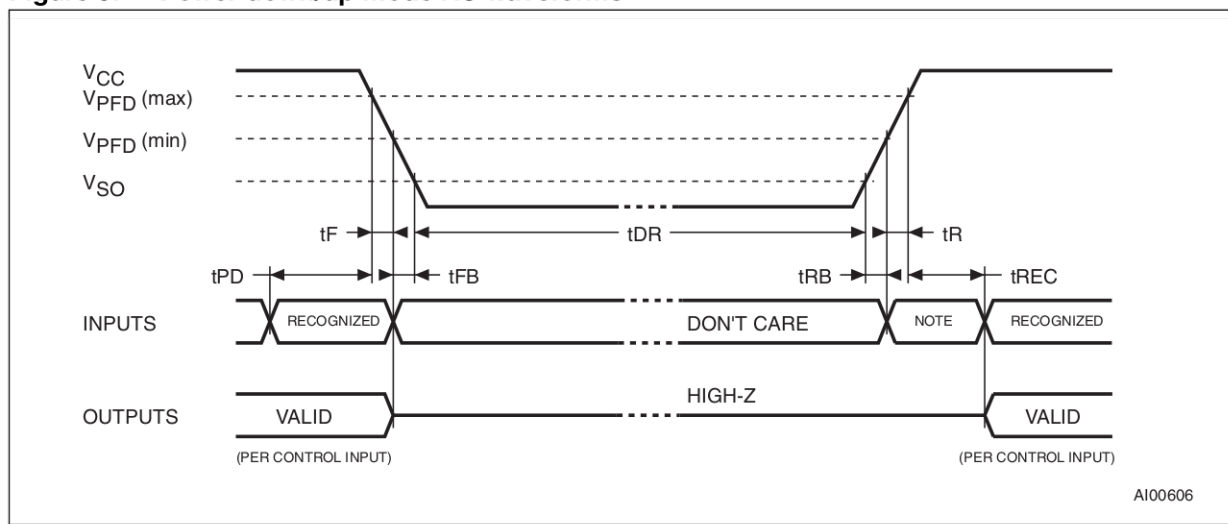 VCC
VPFD (max)
VPFD (min)
VSO
tF tDR tR
tPD tFB tRB tREC
INPUTS RECOGNIZED DON'T CARE NOTE RECOGNIZED
HIGH-Z
OUTPUTS VALID VALID
(PER CONTROL INPUT) (PER CONTROL INPUT)
AI00606